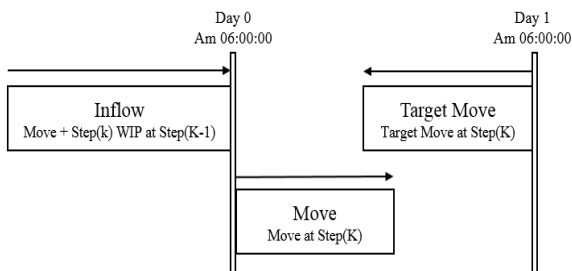 Day 0
Am 06:00:00
Day 1
Am 06:00:00
Inflow
Move + Step(k) WIP at Step(K-1)
Target Move
Target Move at Step(K)
Move
Move at Step(K)